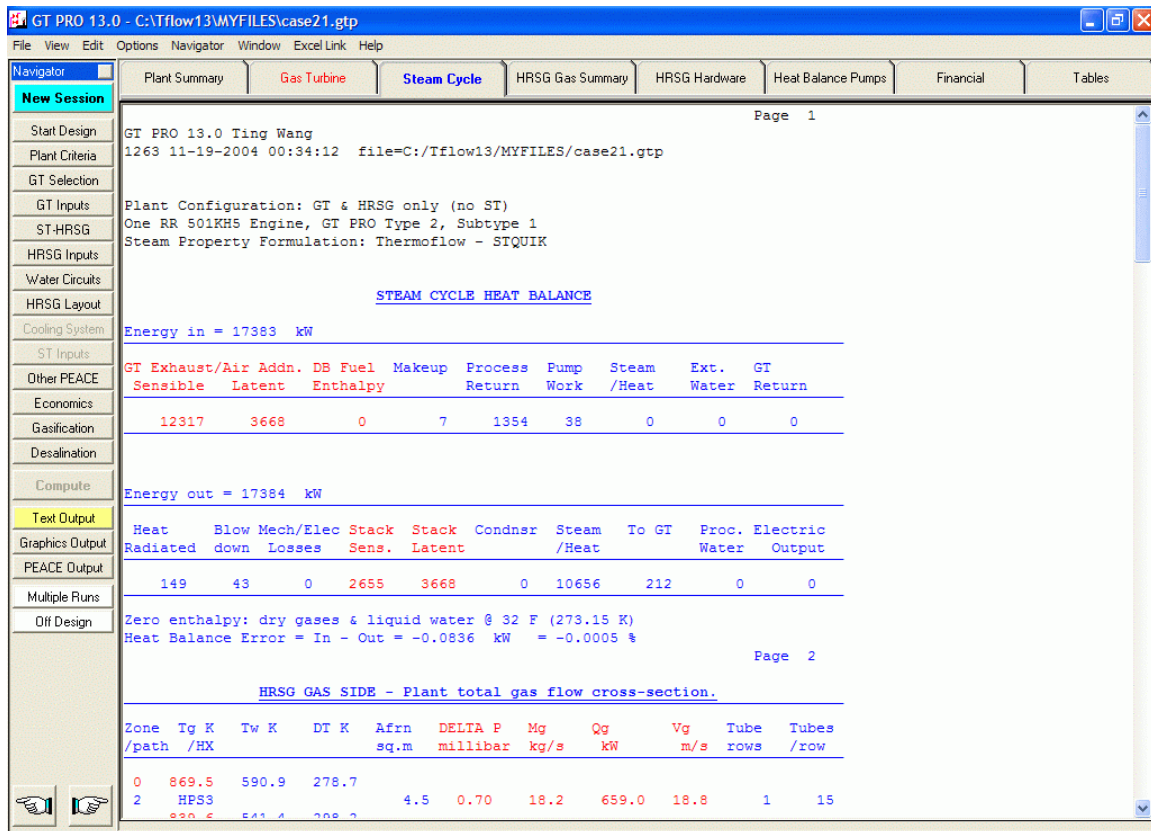 GT PRO 13.0 - C:\Tflow13\MYFILES\case21.gtp
File View Edit Options Navigator Window Excel Link Help
Navigator
New Session
Start Design
Plant Criteria
GT Selection
GT Inputs
ST-HRSG
HRSG Inputs
Water Circuits
HRSG Layout
Cooling System
ST Inputs
Other PEACE
Economics
Gasification
Desalination
Compute
Text Output
Graphics Output
PEACE Output
Multiple Runs
Off Design
Plant Summary Gas Turbine Steam Cycle HRSG Gas Summary HRSG Hardware Heat Balance Pumps Financial Tables
Page 1
GT PRO 13.0 Ting Wang
1263 11-19-2004 00:34:12 file=C:/Tflow13/MYFILES/case21.gtp
Plant Configuration: GT & HRSG only (no ST)
One RR 501KH5 Engine, GT PRO Type 2, Subtype 1
Steam Property Formulation: Thermoflow - STQUIK
STEAM CYCLE HEAT BALANCE
Energy in = 17383 kW
GT Exhaust/Air Addn. DB Fuel Makeup Process Pump Steam Ext. GT
Sensible Latent Enthalpy Return Work /Heat Water Return
12317 3668 0 7 1354 38 0 0 0
Energy out = 17384 kW
Heat Blow Mech/Elec Stack Stack Condnsr Steam To GT Proc. Electric
Radiated down Losses Sens. Latent /Heat Water Output
149 43 0 2655 3668 0 10656 212 0 0
Zero enthalpy: dry gases & liquid water @ 32 F (273.15 K)
Heat Balance Error = In - Out = -0.0836 kW = -0.0005 %
Page 2
HRSG GAS SIDE - Plant total gas flow cross-section.
Zone Tg K Tw K DT K Afrn DELTA P Mg Qg Vg Tube Tubes
/path /HX sq.m millibar kg/s kW m/s rows /row
0 869.5 590.9 278.7
2 HPS3 4.5 0.70 18.2 659.0 18.8 1 15